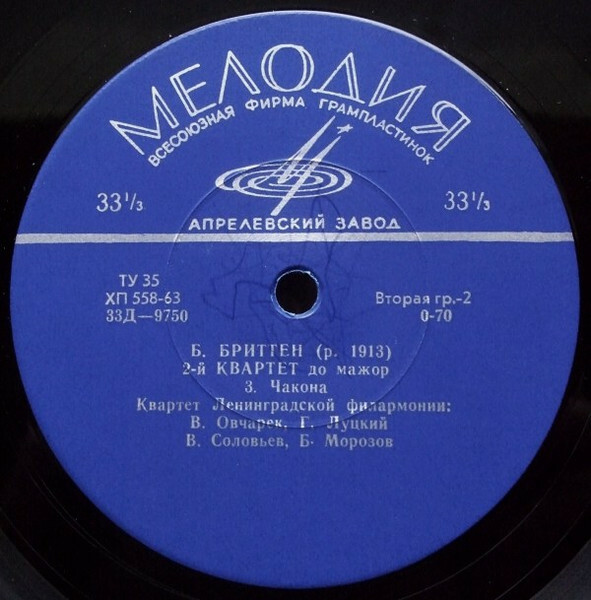 МЕЛОДИЯ
ВСЕСОЮЗНАЯ ФИРМА ГРАМПЛАСТИНОК
33⅓ 33⅓
АПРЕЛЕВСКИЙ ЗАВОД
ТУ 35
ХП 558-63 Вторая гр.-2
33Д—9750 0-70
Б. БРИТТЕН (р. 1913)
2-й КВАРТЕТ до мажор
3. Чакона
Квартет Ленинградской филармонии:
В. Овчарек, Г. Луцкий
В. Соловьев, Б. Морозов